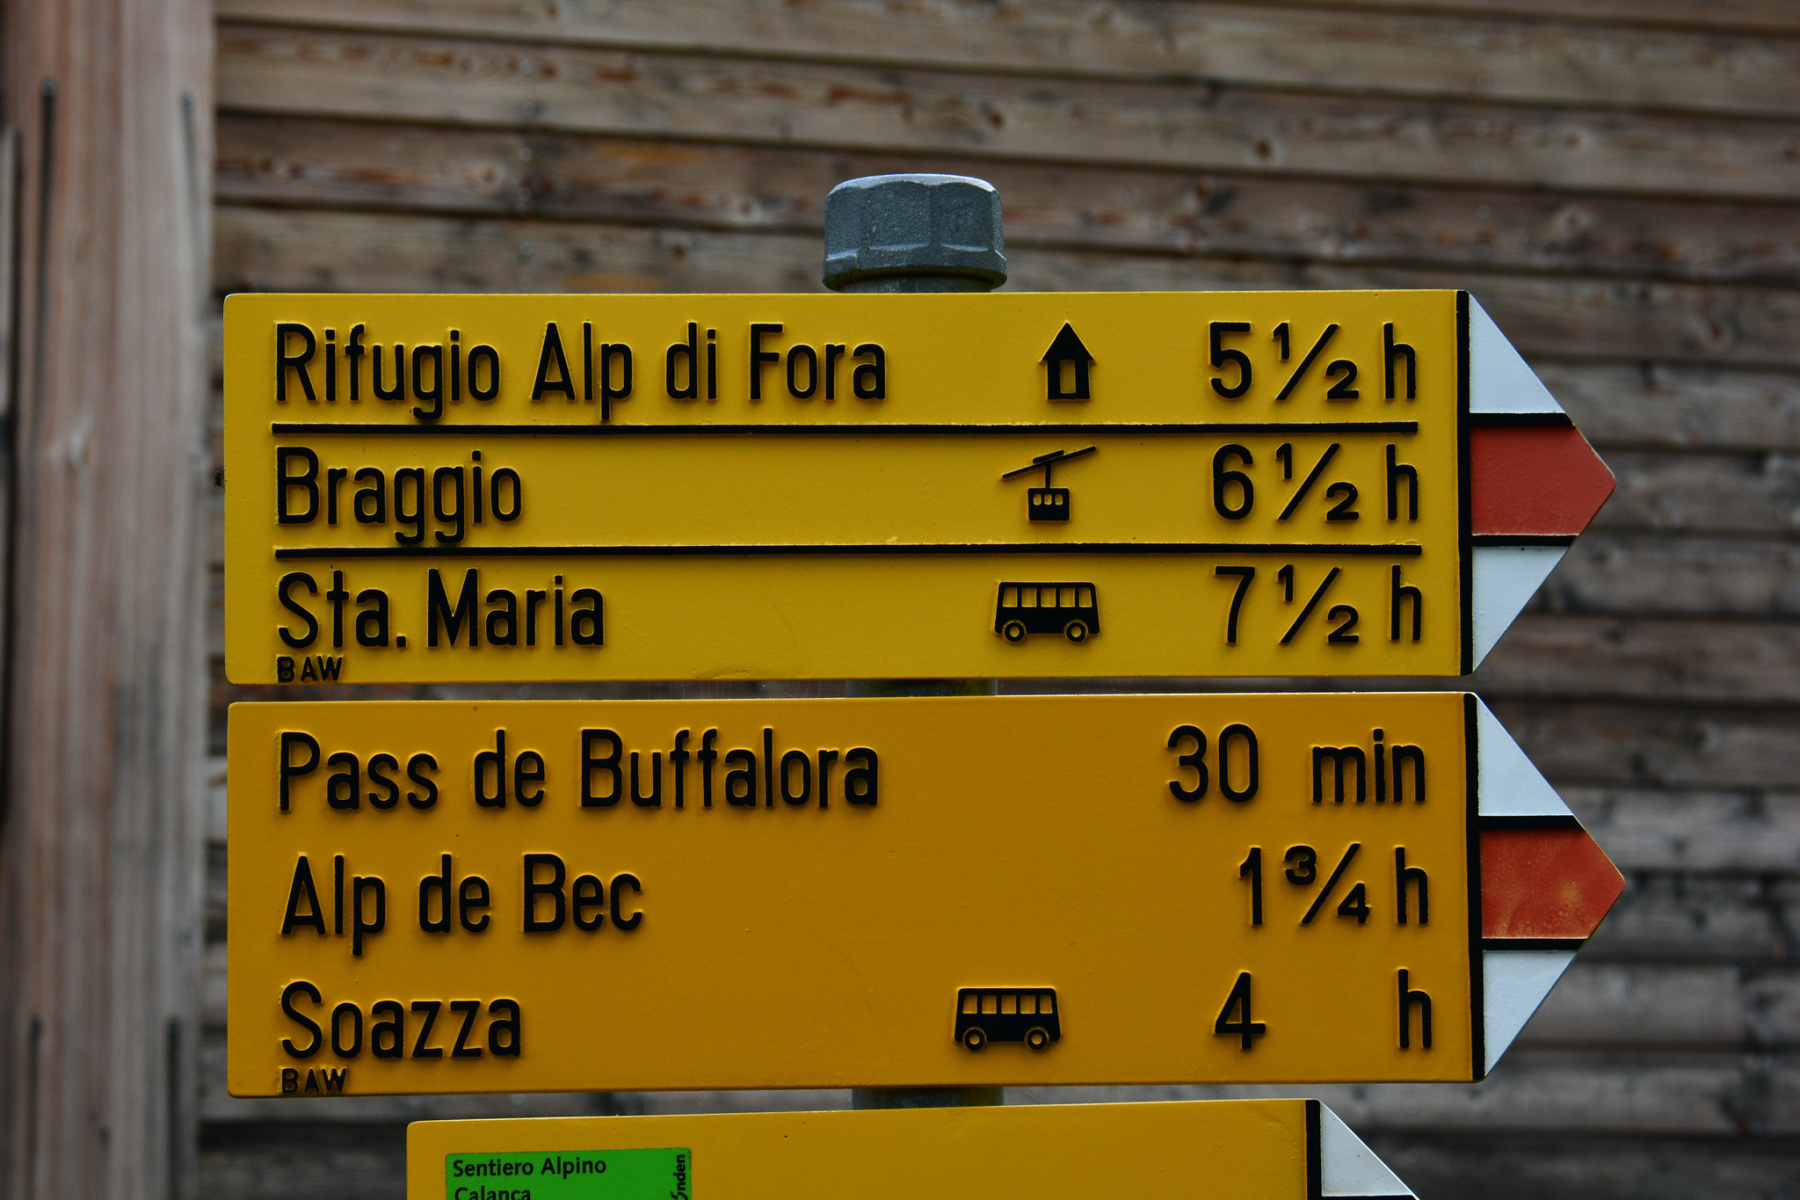 Rifugio Alp di Fora 5½ h
Braggio 6½ h
Sta. Maria 7½ h
BAW
Pass de Buffalora 30 min
Alp de Bec 1¾ h
Soazza 4 h
BAW
Sentiero Alpino
Calanca